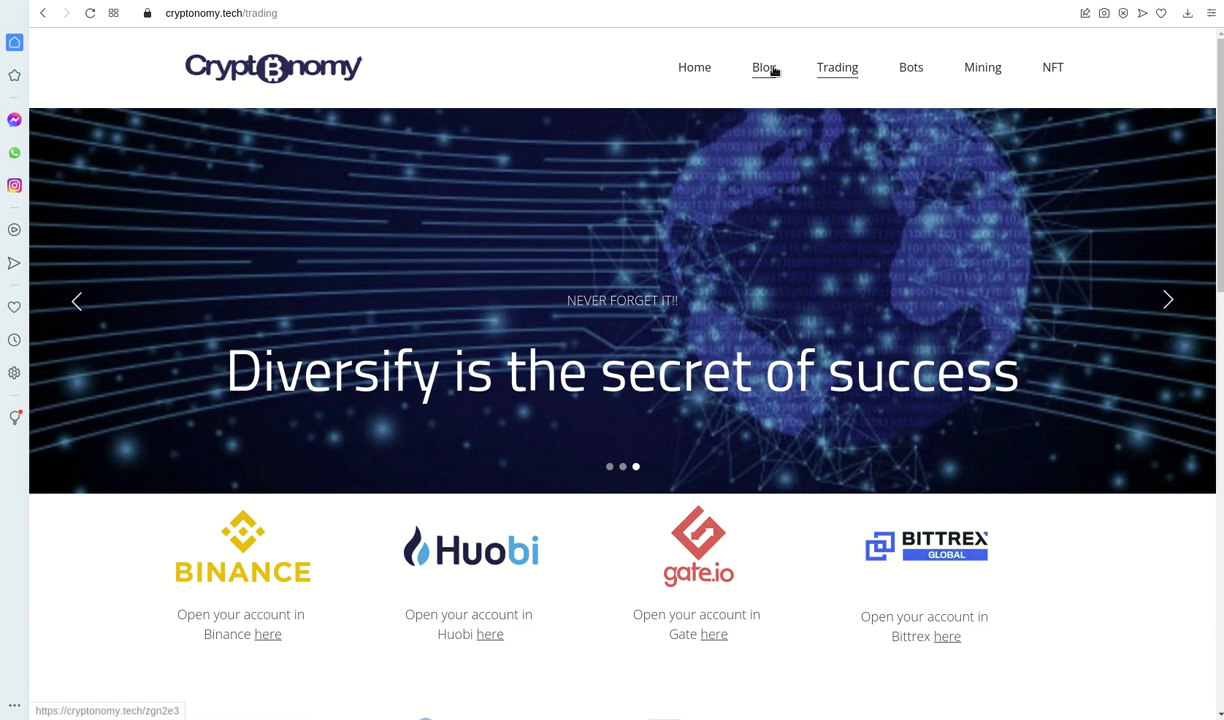 cryptonomy.tech/trading
Cryptonomy
Home Blog Trading Bots Mining NFT
NEVER FORGET IT!!
Diversify is the secret of success
BINANCE
Huobi
gate.io
BITTREX
GLOBAL
Open your account in
Binance here
Open your account in
Huobi here
Open your account in
Gate here
Open your account in
Bittrex here
https://cryptonomy.tech/zgn2e3